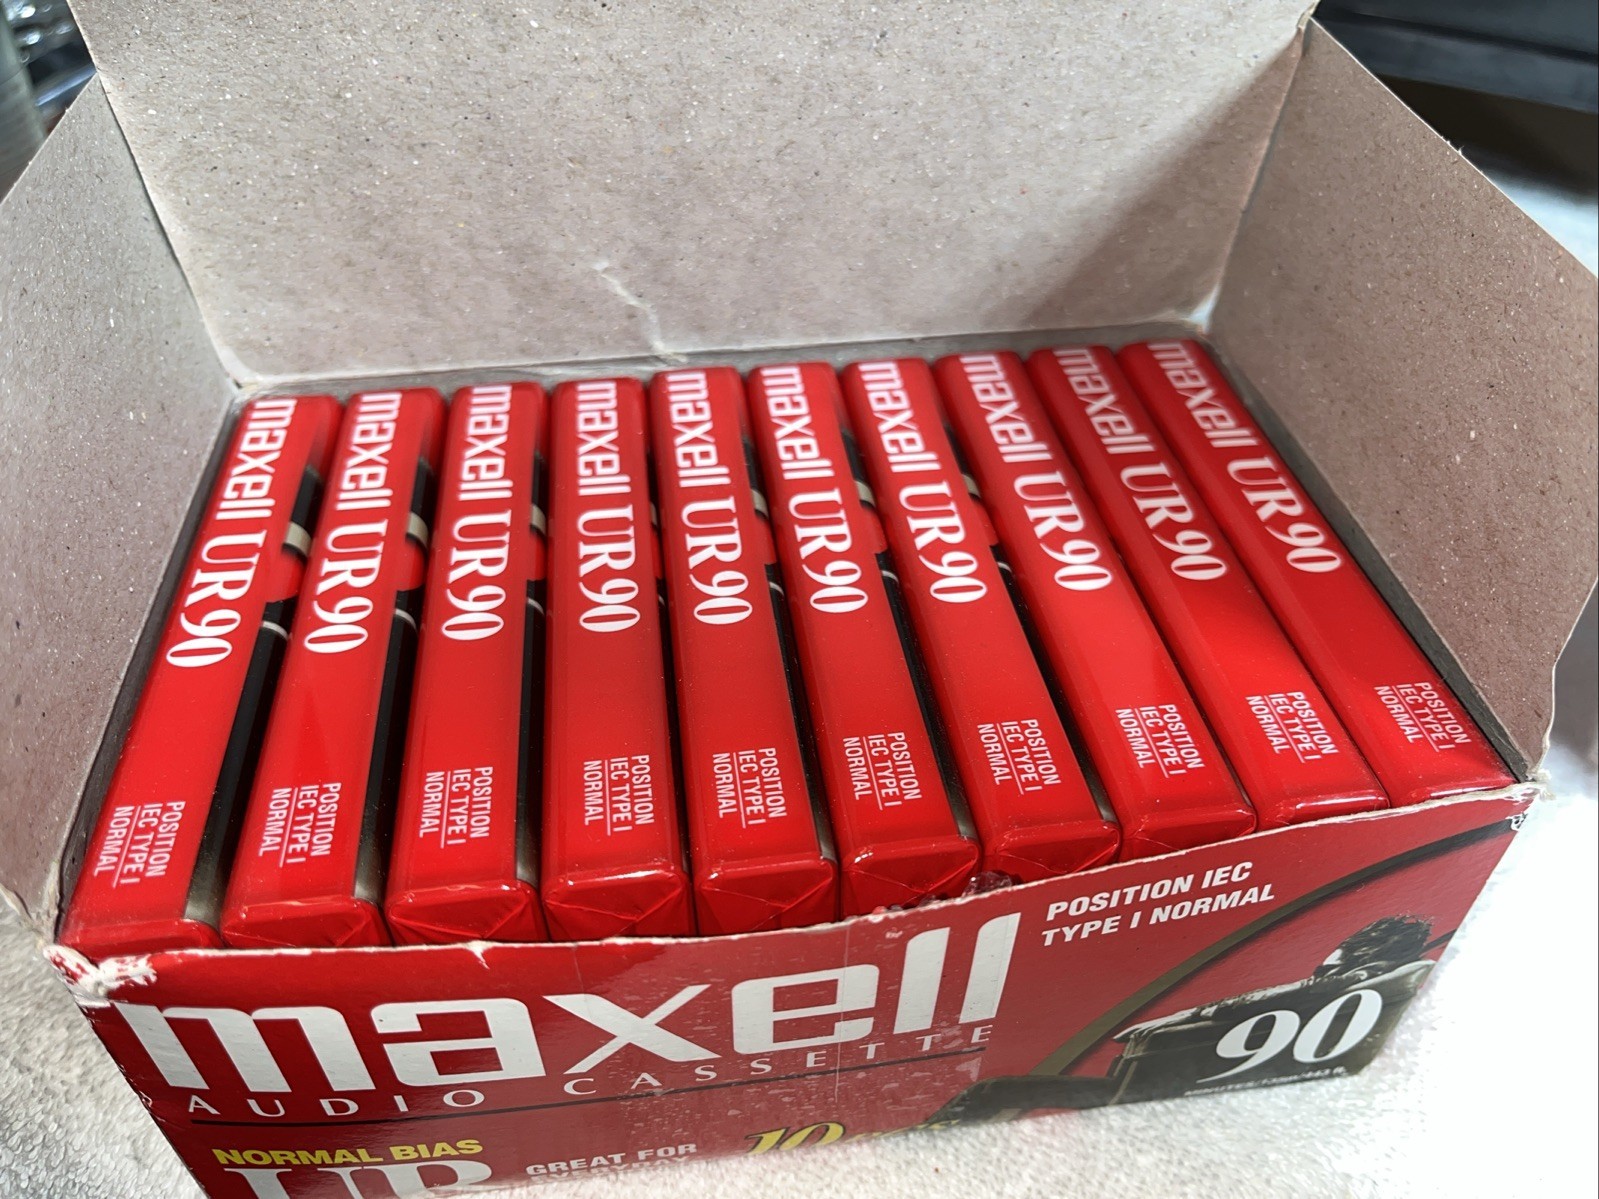 maxell UR 90
POSITION
IEC TYPE I
NORMAL
maxell UR 90
POSITION
IEC TYPE I
NORMAL
maxell UR 90
POSITION
IEC TYPE I
NORMAL
maxell UR 90
POSITION
IEC TYPE I
NORMAL
maxell UR 90
POSITION
IEC TYPE I
NORMAL
maxell UR 90
POSITION
IEC TYPE I
NORMAL
maxell UR 90
POSITION
IEC TYPE I
NORMAL
maxell UR 90
POSITION
IEC TYPE I
NORMAL
maxell UR 90
POSITION
IEC TYPE I
NORMAL
maxell UR 90
POSITION
IEC TYPE I
NORMAL
maxell
AUDIO CASSETTE
POSITION IEC
TYPE I NORMAL
90
NORMAL BIAS
UR
GREAT FOR
EVERYDAY
10